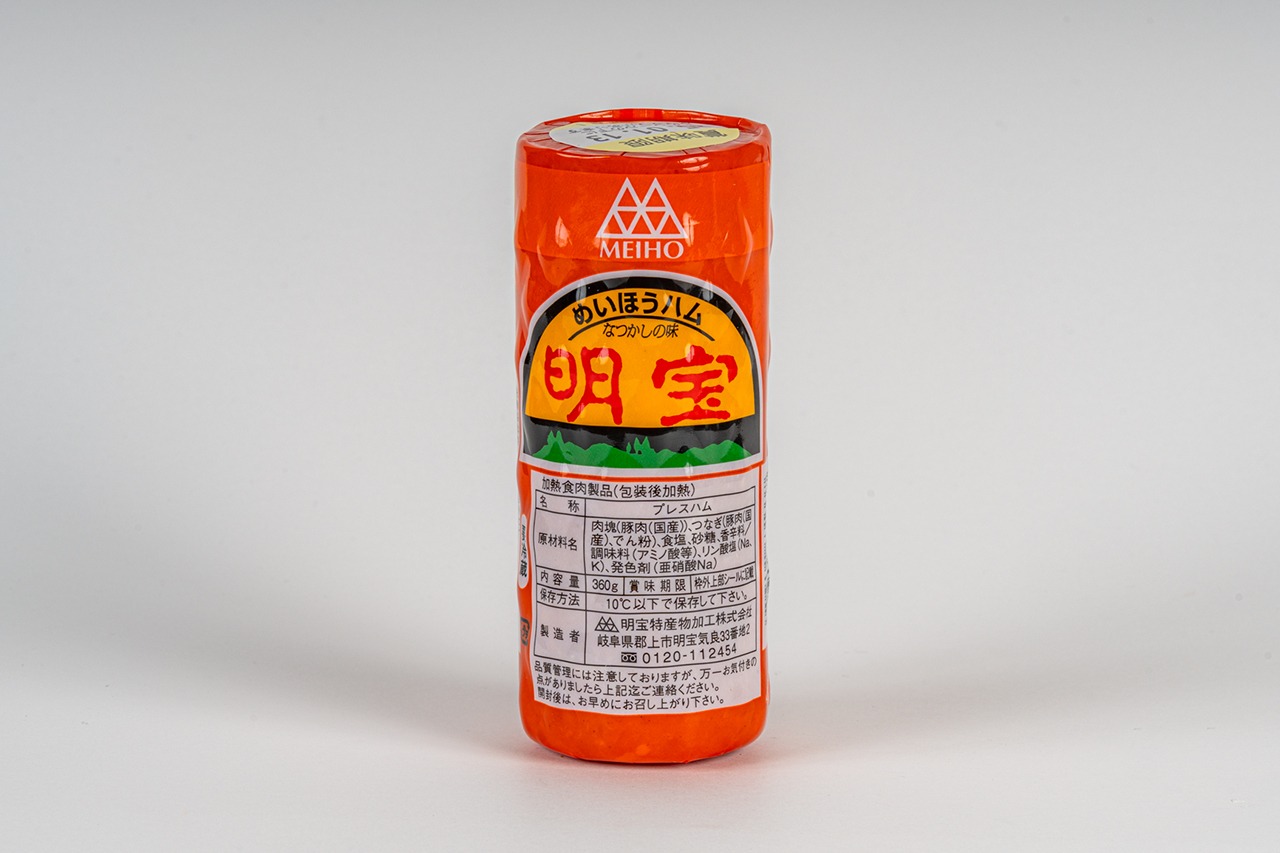 賞味期限
01.13
MEIHO
めいほうハム
なつかしの味
明宝
加熱食肉製品(包装後加熱)
名称 プレスハム
原材料名 肉塊(豚肉(国産))、つなぎ(豚肉(国
産)、でん粉)、食塩、砂糖、香辛料/
調味料(アミノ酸等)、リン酸塩(Na、
K)、発色剤(亜硝酸Na)
内容量 360g 賞味期限 枠外上部シールに記載
保存方法 10℃以下で保存して下さい。
製造者 明宝特産物加工株式会社
岐阜県郡上市明宝気良33番地2
0120-112454
品質管理には注意しておりますが、万一お気付きの
点がありましたら上記迄ご連絡ください。
開封後は、お早めにお召し上がり下さい。
冷蔵